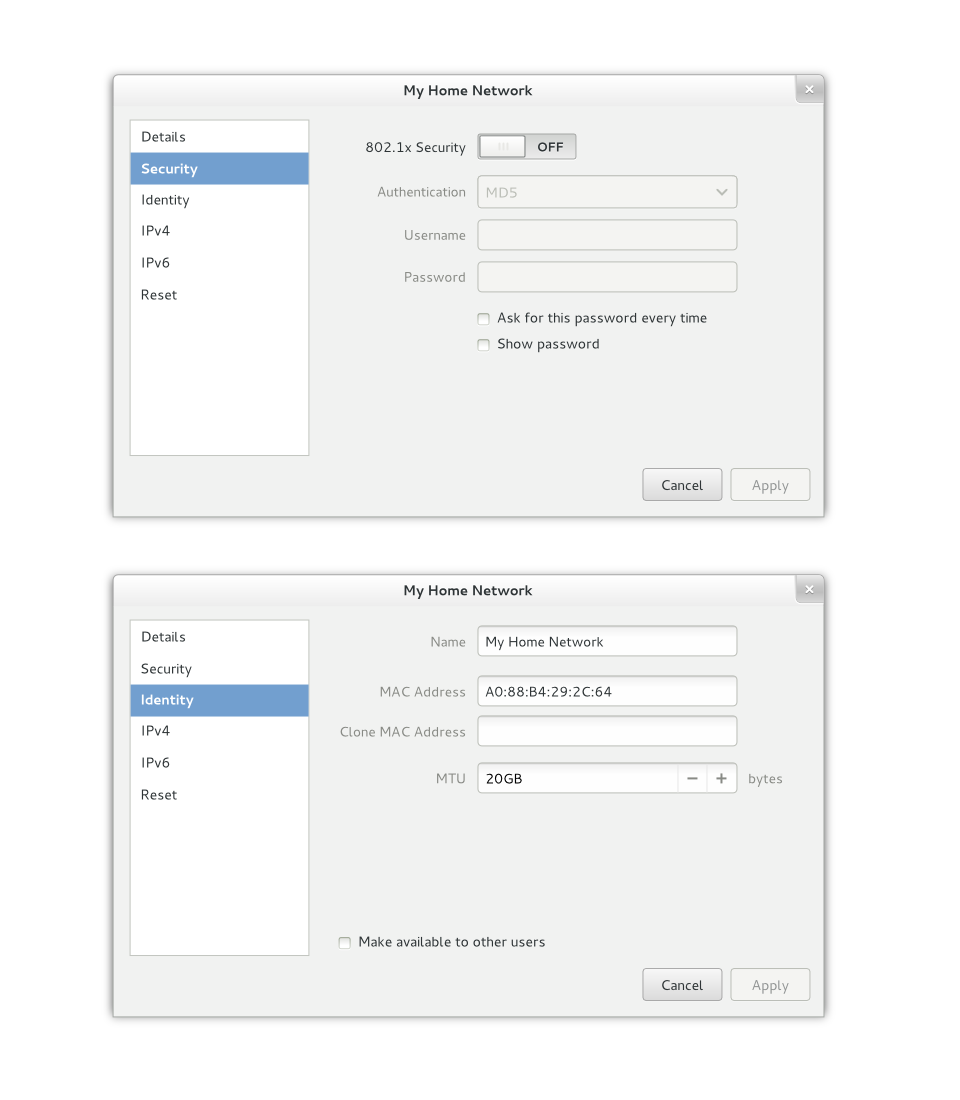 My Home Network
Details
Security
Identity
IPv4
IPv6
Reset
802.1x Security OFF
Authentication MD5
Username
Password
Ask for this password every time
Show password
Cancel Apply
My Home Network
Details
Security
Identity
IPv4
IPv6
Reset
Name My Home Network
MAC Address A0:88:B4:29:2C:64
Clone MAC Address
MTU 20GB − + bytes
Make available to other users
Cancel Apply